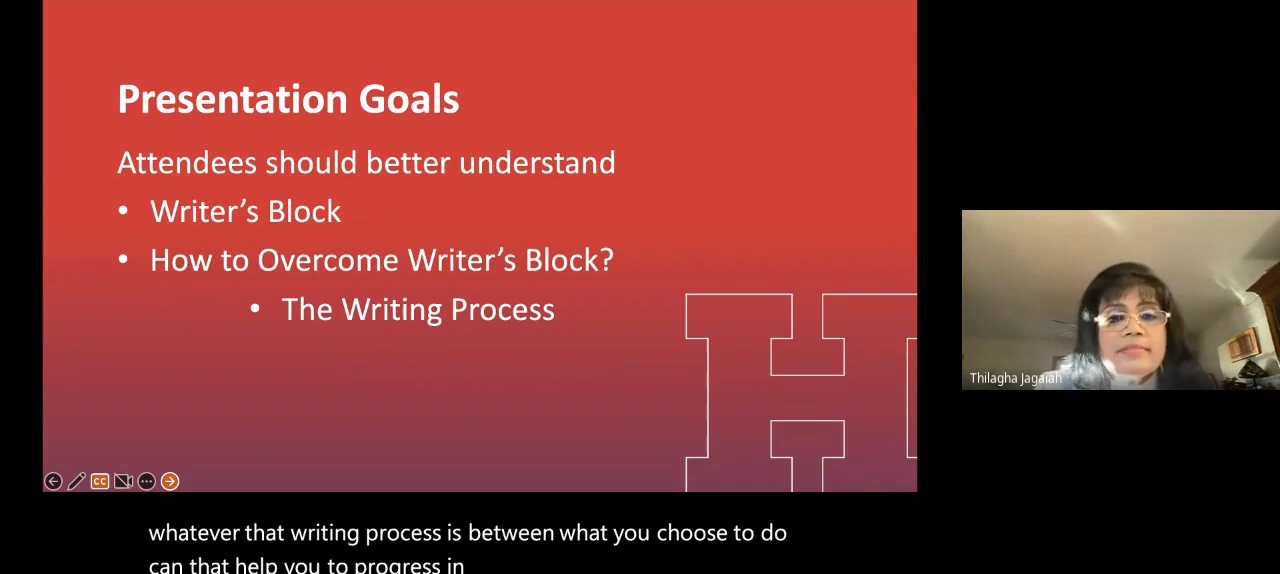 Presentation Goals
Attendees should better understand
• Writer's Block
• How to Overcome Writer's Block?
• The Writing Process
H
CC
Thilagha Jagaiah
whatever that writing process is between what you choose to do
can that help you to progress in